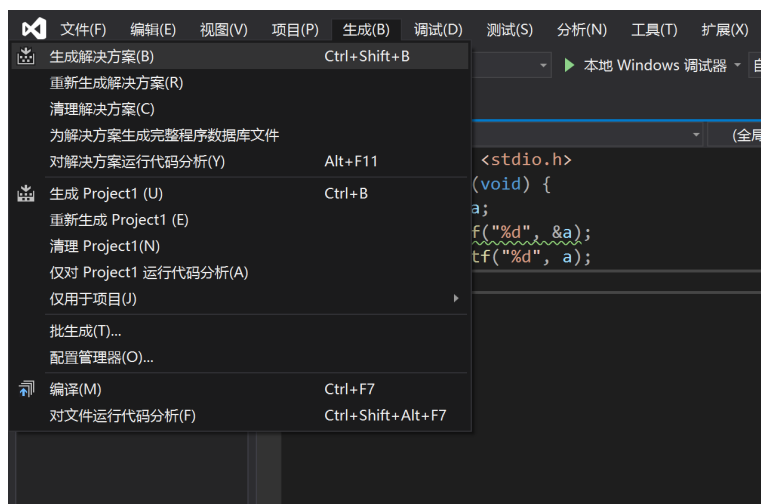 文件(F) 编辑(E) 视图(V) 项目(P) 生成(B) 调试(D) 测试(S) 分析(N) 工具(T) 扩展(X)
生成解决方案(B) Ctrl+Shift+B
重新生成解决方案(R)
清理解决方案(C)
为解决方案生成完整程序数据库文件
对解决方案运行代码分析(Y) Alt+F11
生成 Project1 (U) Ctrl+B
重新生成 Project1 (E)
清理 Project1(N)
仅对 Project1 运行代码分析(A)
仅用于项目(J)
批生成(T)...
配置管理器(O)...
编译(M) Ctrl+F7
对文件运行代码分析(F) Ctrl+Shift+Alt+F7
本地 Windows 调试器
(全局
<stdio.h>
(void) {
a;
f("%d", &a);
tf("%d", a);